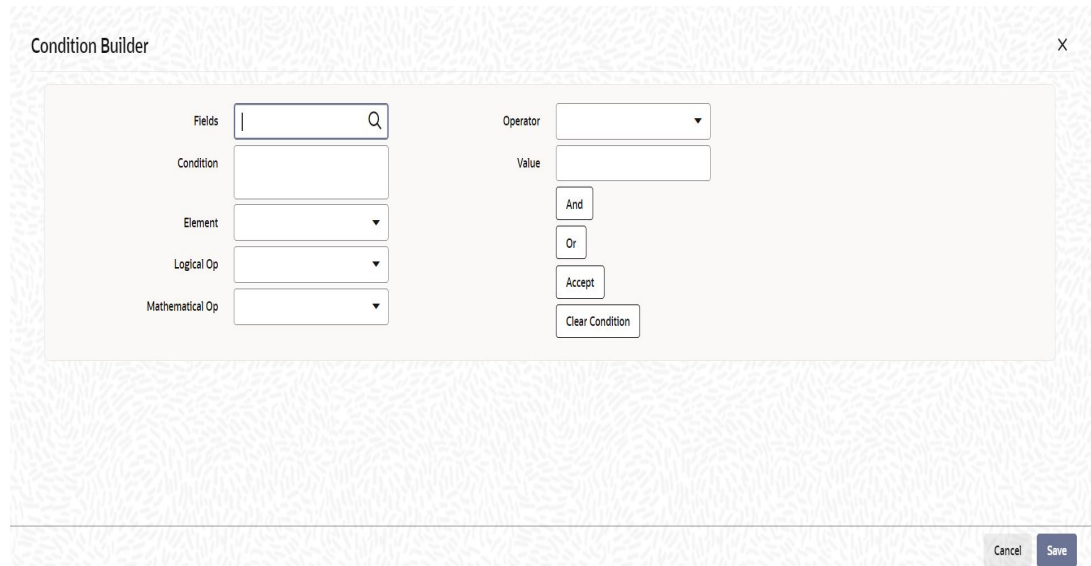 Condition Builder
X
Fields
Condition
Element
Logical Op
Mathematical Op
Operator
Value
And
Or
Accept
Clear Condition
Cancel
Save